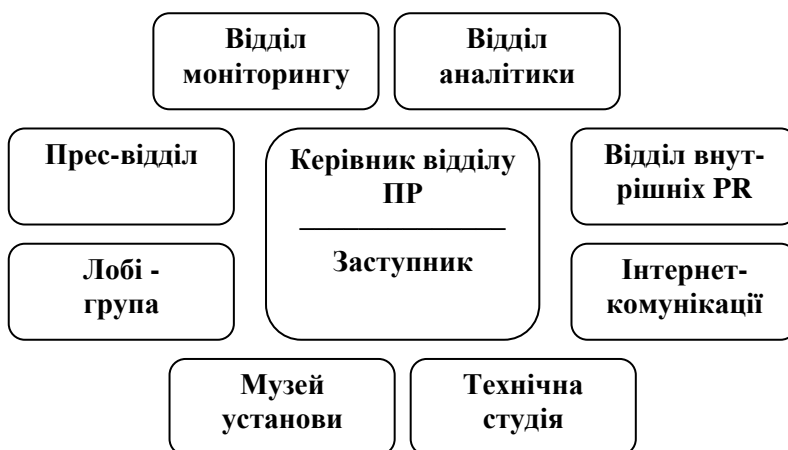 Відділ
моніторингу
Відділ
аналітики
Прес-відділ
Керівник відділу
ПР
Заступник
Відділ внут-
рішніх PR
Лобі -
група
Інтернет-
комунікації
Музей
установи
Технічна
студія